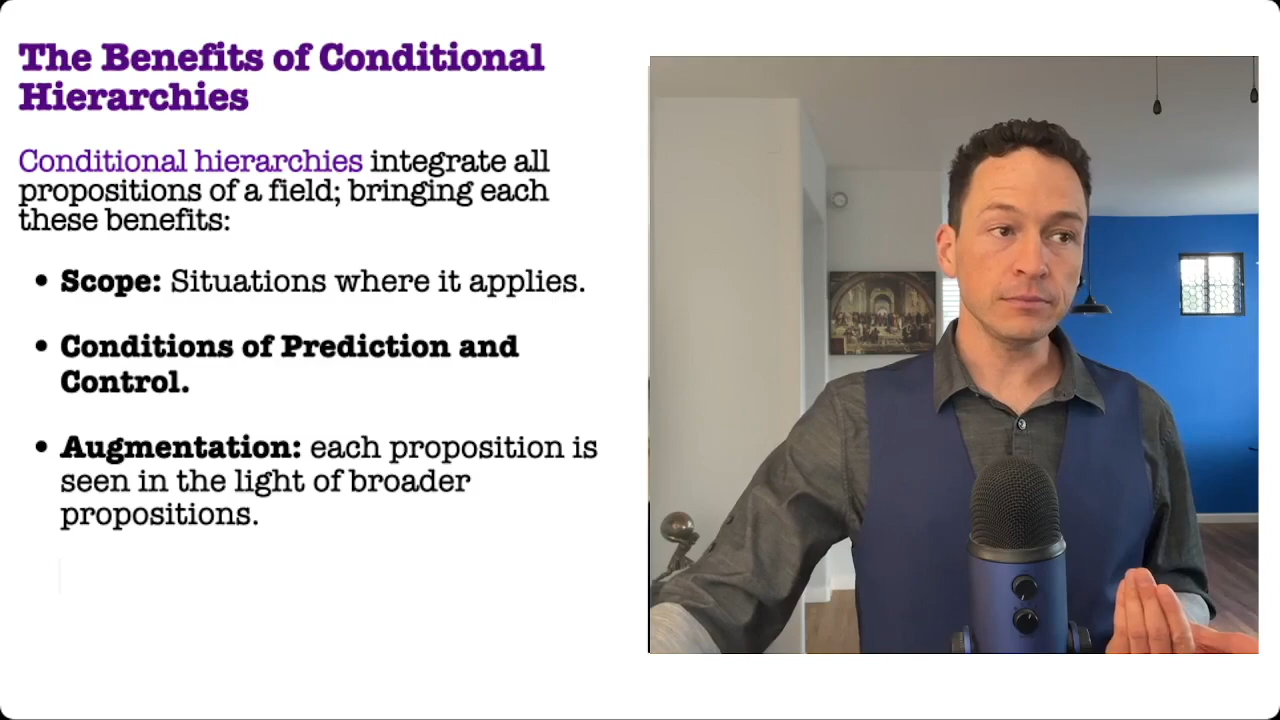 The Benefits of Conditional
Hierarchies
Conditional hierarchies integrate all
propositions of a field; bringing each
these benefits:
• Scope: Situations where it applies.
• Conditions of Prediction and
Control.
• Augmentation: each proposition is
seen in the light of broader
propositions.